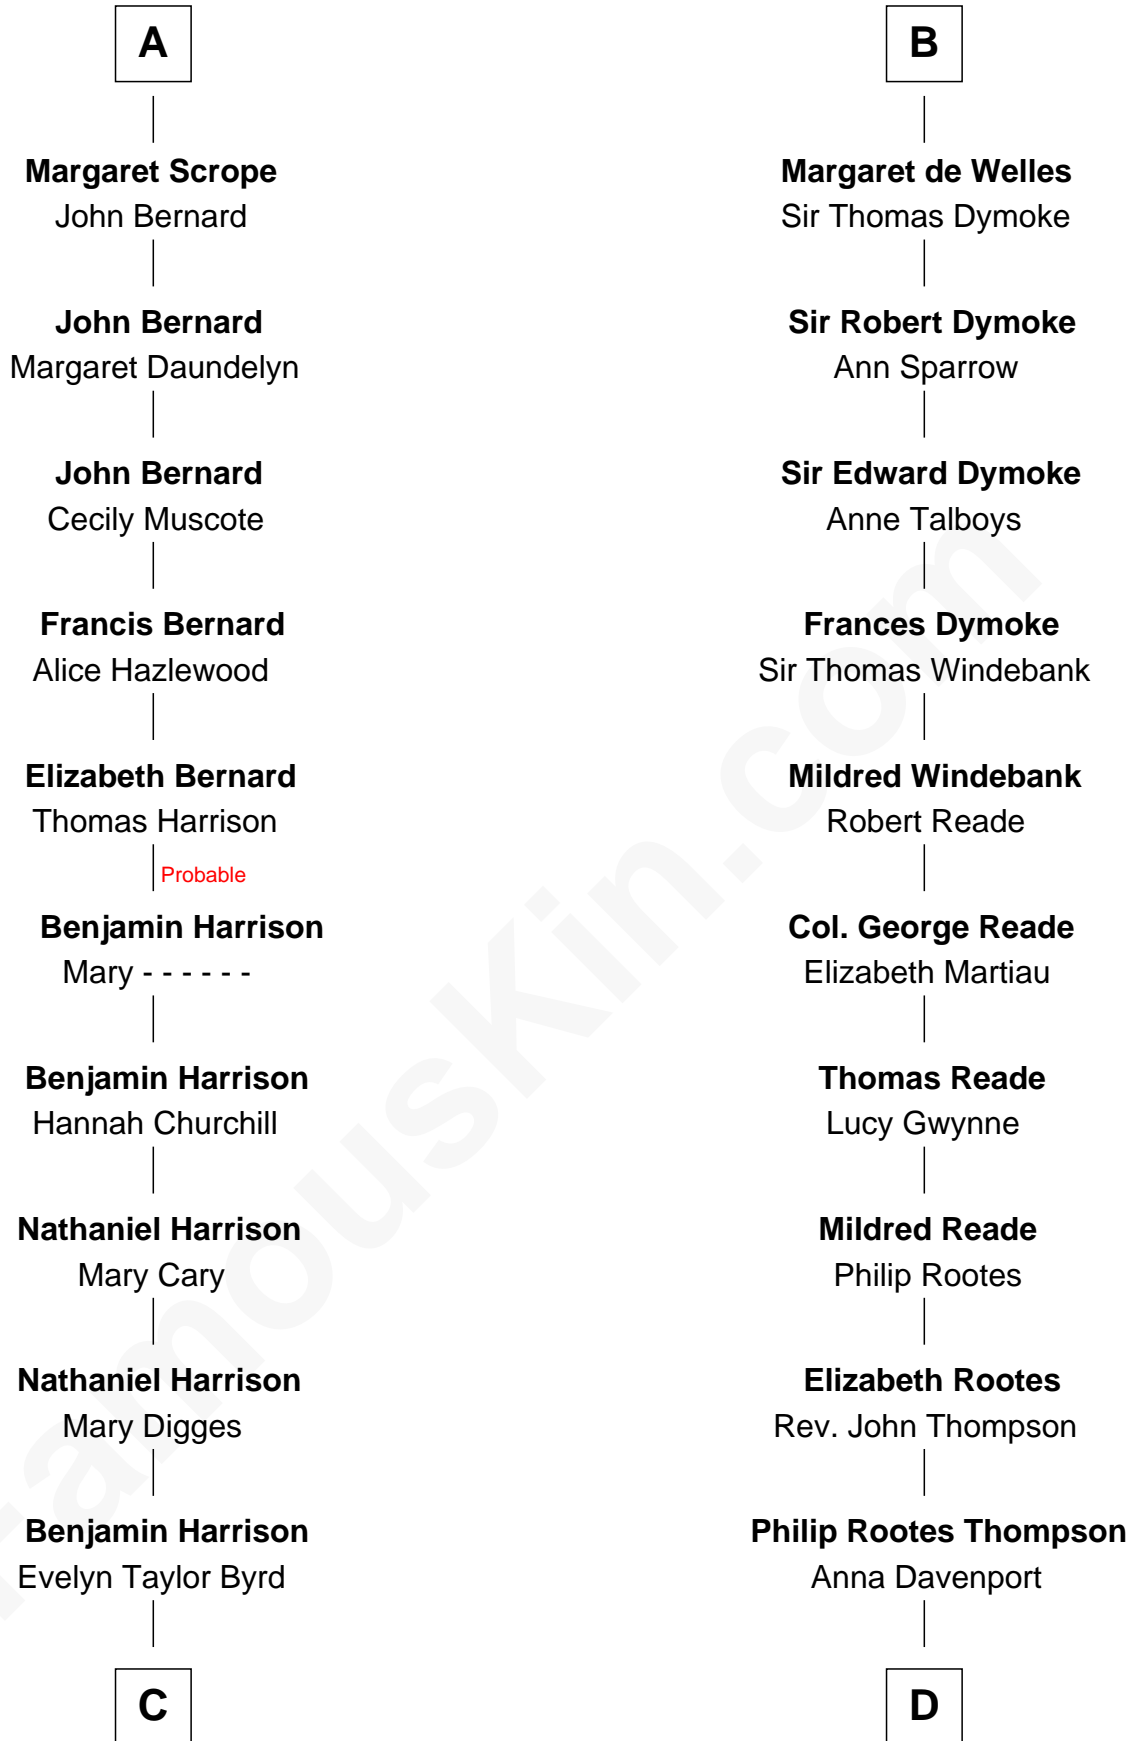 A
Margaret Scrope
John Bernard
John Bernard
Margaret Daundelyn
John Bernard
Cecily Muscote
Francis Bernard
Alice Hazlewood
Elizabeth Bernard
Thomas Harrison
Probable
Benjamin Harrison
Mary - - - - - -
Benjamin Harrison
Hannah Churchill
Nathaniel Harrison
Mary Cary
Nathaniel Harrison
Mary Digges
Benjamin Harrison
Evelyn Taylor Byrd
C
B
Margaret de Welles
Sir Thomas Dymoke
Sir Robert Dymoke
Ann Sparrow
Sir Edward Dymoke
Anne Talboys
Frances Dymoke
Sir Thomas Windebank
Mildred Windebank
Robert Reade
Col. George Reade
Elizabeth Martiau
Thomas Reade
Lucy Gwynne
Mildred Reade
Philip Rootes
Elizabeth Rootes
Rev. John Thompson
Philip Rootes Thompson
Anna Davenport
D
FamousKin.com